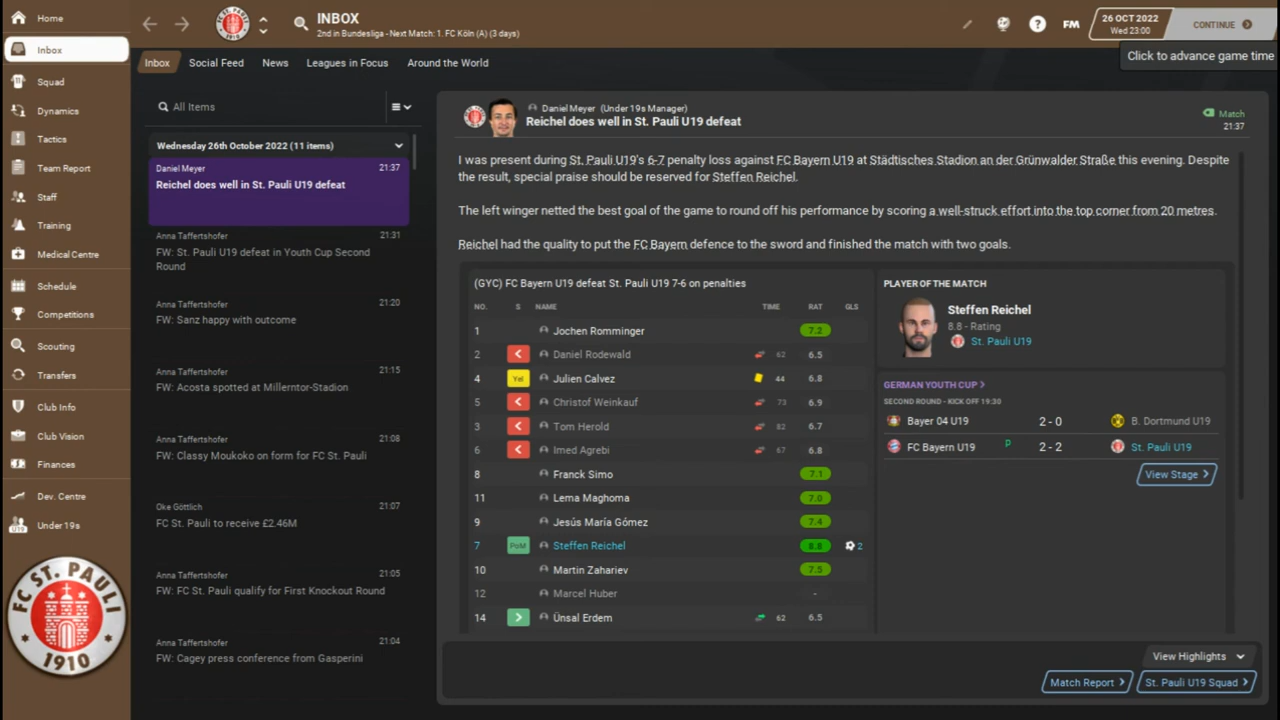 Home
Inbox
Squad
Dynamics
Tactics
Team Report
Staff
Training
Medical Centre
Schedule
Competitions
Scouting
Transfers
Club Info
Club Vision
Finances
Dev. Centre
Under 19s
FC ST. PAULI
1910
INBOX
2nd in Bundesliga - Next Match: 1. FC Köln (A) (3 days)
FM
26 OCT 2022
Wed 23:00
CONTINUE
Click to advance game time
Inbox
Social Feed
News
Leagues in Focus
Around the World
All Items
Wednesday 26th October 2022 (11 items)
Daniel Meyer 21:37
Reichel does well in St. Pauli U19 defeat
Anna Taffertshofer 21:31
FW: St. Pauli U19 defeat in Youth Cup Second
Round
Anna Taffertshofer 21:20
FW: Sanz happy with outcome
Anna Taffertshofer 21:15
FW: Acosta spotted at Millerntor-Stadion
Anna Taffertshofer 21:08
FW: Classy Moukoko on form for FC St. Pauli
Oke Göttlich 21:07
FC St. Pauli to receive £2.46M
Anna Taffertshofer 21:05
FW: FC St. Pauli qualify for First Knockout Round
Anna Taffertshofer 21:04
FW: Cagey press conference from Gasperini
Daniel Meyer (Under 19s Manager)
Reichel does well in St. Pauli U19 defeat
Match
21:37
I was present during St. Pauli U19's 6-7 penalty loss against FC Bayern U19 at Städtisches Stadion an der Grünwalder Straße this evening. Despite
the result, special praise should be reserved for Steffen Reichel.
The left winger netted the best goal of the game to round off his performance by scoring a well-struck effort into the top corner from 20 metres.
Reichel had the quality to put the FC Bayern defence to the sword and finished the match with two goals.
(GYC) FC Bayern U19 defeat St. Pauli U19 7-6 on penalties
NO. S NAME TIME RAT GLS
1 Jochen Romminger 7.2
2 Daniel Rodewald 62 6.5
4 Yel Julien Calvez 44 6.8
5 Christof Weinkauf 73 6.9
3 Tom Herold 82 6.7
6 Imed Agrebi 67 6.8
8 Franck Simo 7.1
11 Lema Maghoma 7.0
9 Jesús María Gómez 7.4
7 PoM Steffen Reichel 8.8 2
10 Martin Zahariev 7.5
12 Marcel Huber -
14 Ünsal Erdem 62 6.5
PLAYER OF THE MATCH
Steffen Reichel
8.8 - Rating
St. Pauli U19
GERMAN YOUTH CUP
SECOND ROUND - KICK OFF 19:30
Bayer 04 U19 2 - 0 B. Dortmund U19
FC Bayern U19 p 2 - 2 St. Pauli U19
View Stage
View Highlights
Match Report
St. Pauli U19 Squad